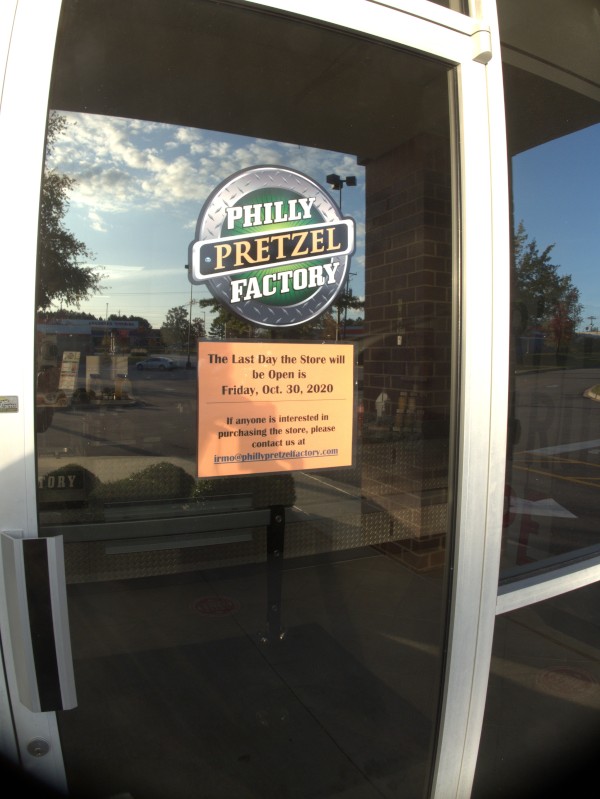 PHILLY
PRETZEL
FACTORY
The Last Day the Store will
be Open is
Friday, Oct. 30, 2020
If anyone is interested in
purchasing the store, please
contact us at
irmo@phillypretzelfactory.com
TORY